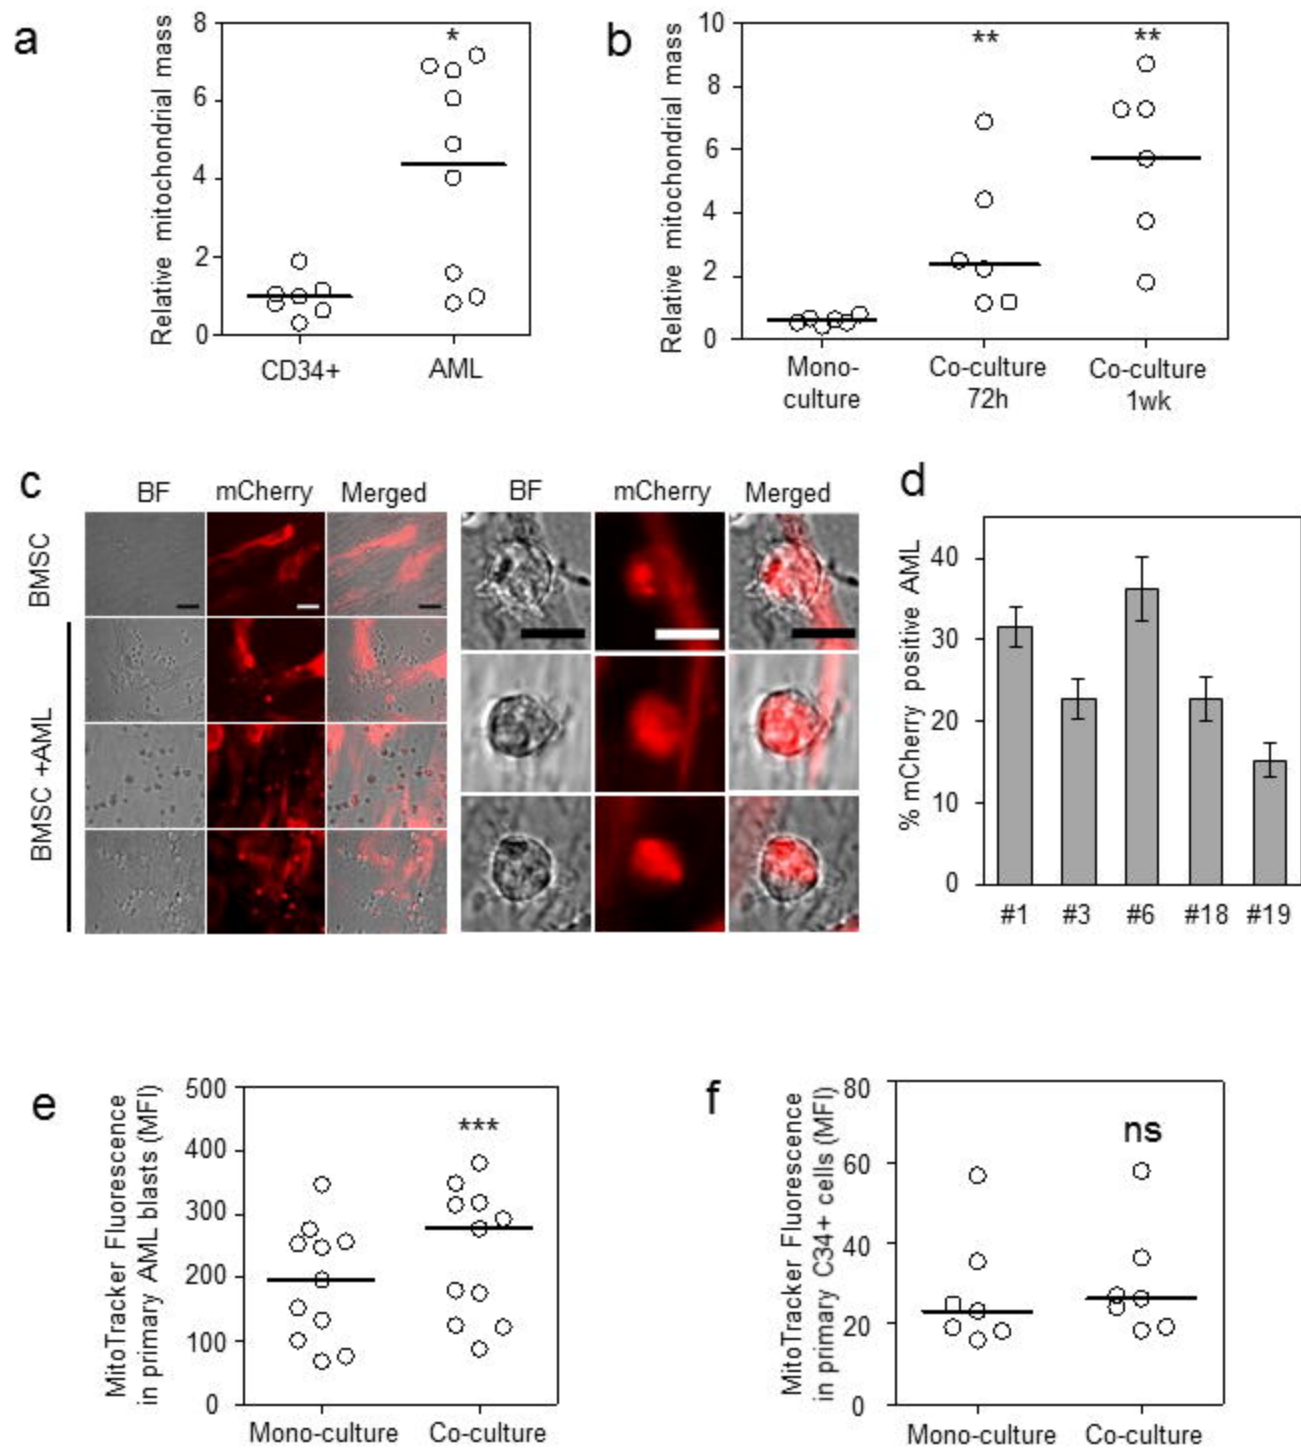 a
Relative mitochondrial mass
8
6
4
2
0
*
CD34+
AML
b
Relative mitochondrial mass
10
8
6
4
2
0
**
**
Mono-
culture
Co-culture
72h
Co-culture
1wk
c
BF
mCherry
Merged
BF
mCherry
Merged
BMSC
BMSC +AML
d
% mCherry positive AML
40
30
20
10
0
#1
#3
#6
#18
#19
e
MitoTracker Fluorescence
in primary AML blasts (MFI)
500
400
300
200
100
0
***
Mono-culture
Co-culture
f
MitoTracker Fluorescence
in primary C34+ cells (MFI)
80
60
40
20
0
ns
Mono-culture
Co-culture